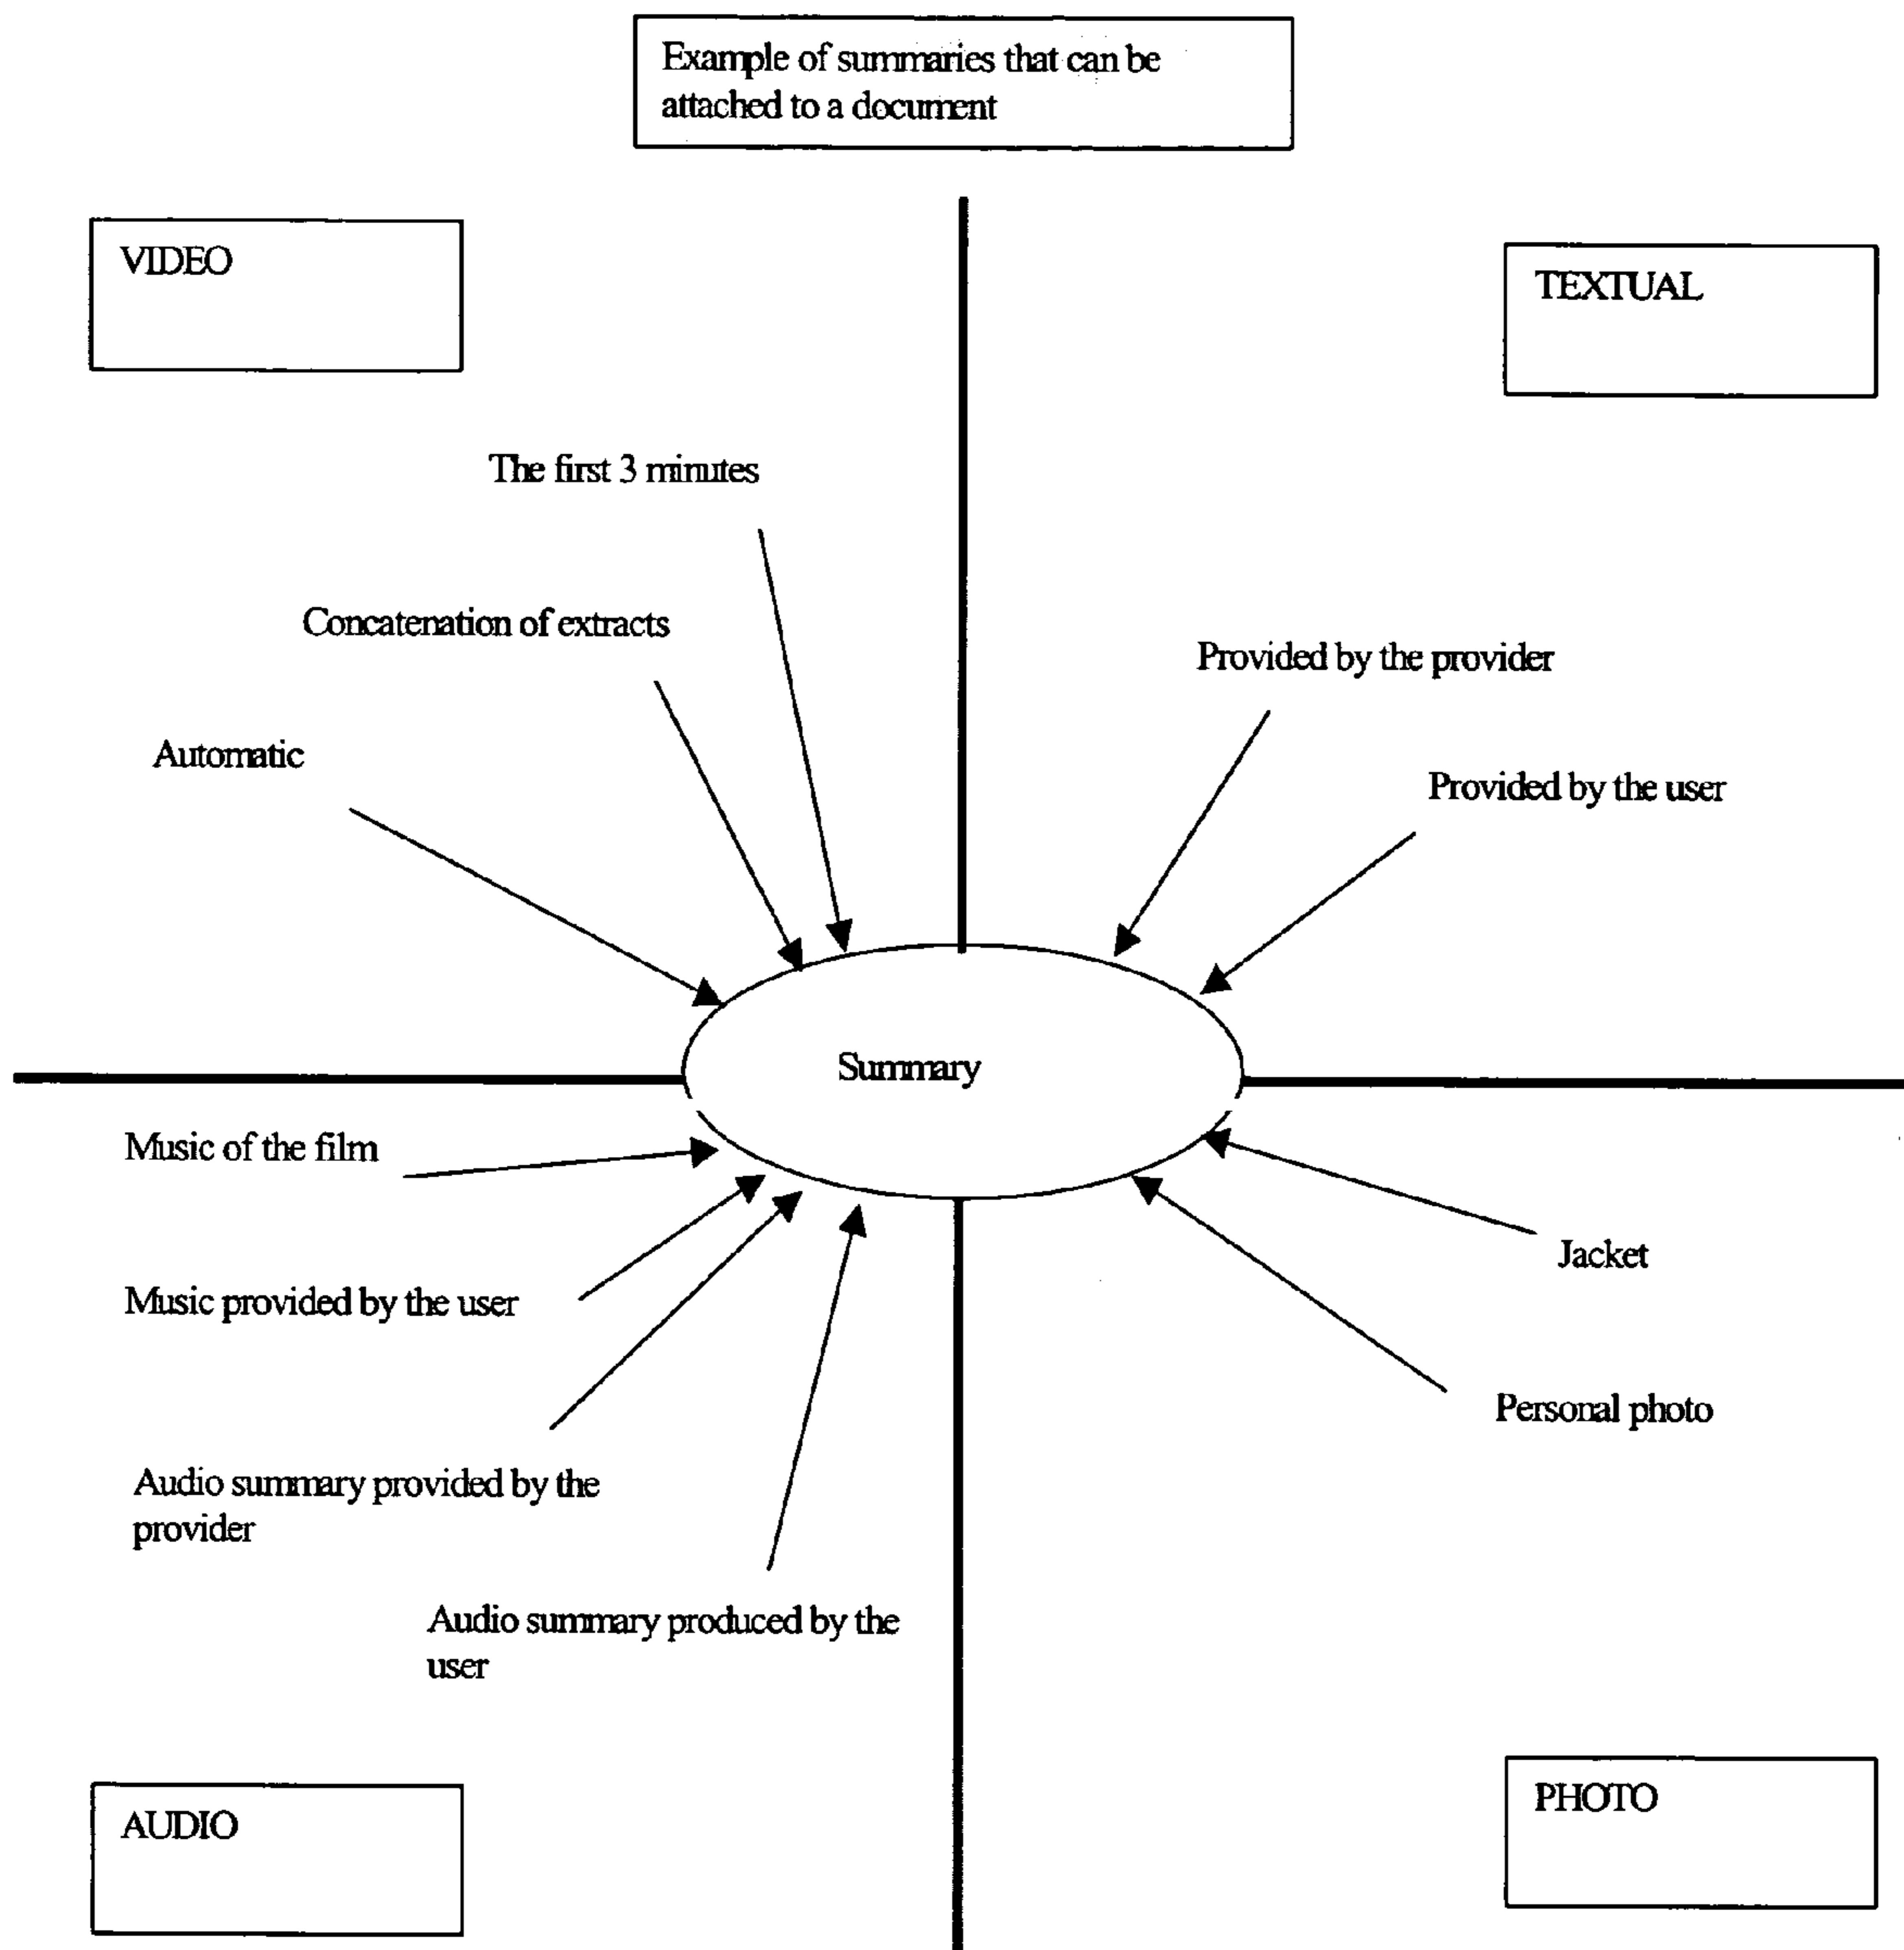 Example of summaries that can be
attached to a document
VIDEO
TEXTUAL
The first 3 minutes
Concatenation of extracts
Provided by the provider
Automatic
Provided by the user
Summary
Music of the film
Jacket
Music provided by the user
Personal photo
Audio summary provided by the
provider
Audio summary produced by the
user
PHOTO
AUDIO